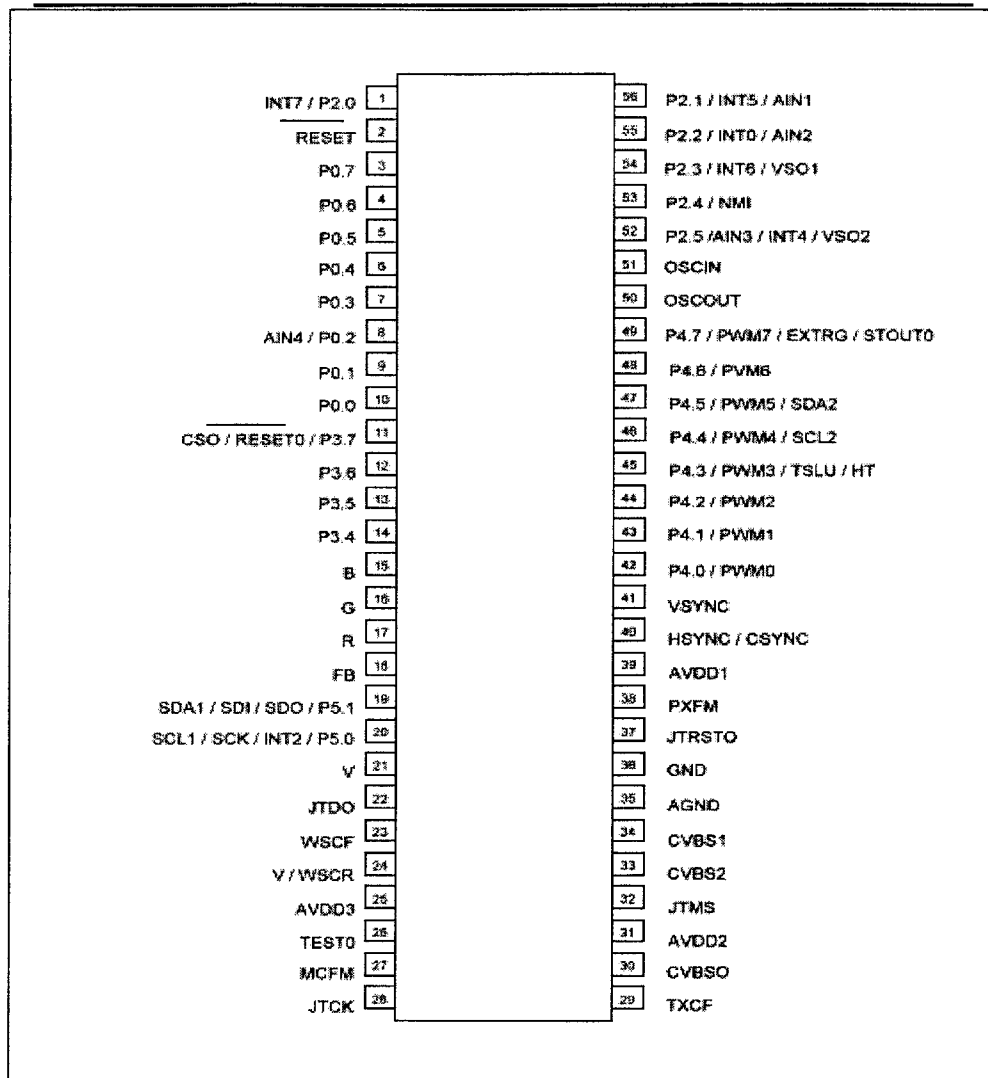 INT7 / P2.0 1
RESET 2
P0.7 3
P0.6 4
P0.5 5
P0.4 6
P0.3 7
AIN4 / P0.2 8
P0.1 9
P0.0 10
CSO / RESET0 / P3.7 11
P3.6 12
P3.5 13
P3.4 14
B 15
G 16
R 17
FB 18
SDA1 / SDI / SDO / P5.1 19
SCL1 / SCK / INT2 / P5.0 20
V 21
JTDO 22
WSCF 23
V / WSCR 24
AVDD3 25
TEST0 26
MCFM 27
JTCK 28
56 P2.1 / INT5 / AIN1
55 P2.2 / INT0 / AIN2
54 P2.3 / INT6 / VSO1
53 P2.4 / NMI
52 P2.5 /AIN3 / INT4 / VSO2
51 OSCIN
50 OSCOUT
49 P4.7 / PWM7 / EXTRG / STOUT0
48 P4.6 / PVM6
47 P4.5 / PWM5 / SDA2
46 P4.4 / PWM4 / SCL2
45 P4.3 / PWM3 / TSLU / HT
44 P4.2 / PWM2
43 P4.1 / PWM1
42 P4.0 / PWM0
41 VSYNC
40 HSYNC / CSYNC
39 AVDD1
38 PXFM
37 JTRSTO
36 GND
35 AGND
34 CVBS1
33 CVBS2
32 JTMS
31 AVDD2
30 CVBSO
29 TXCF